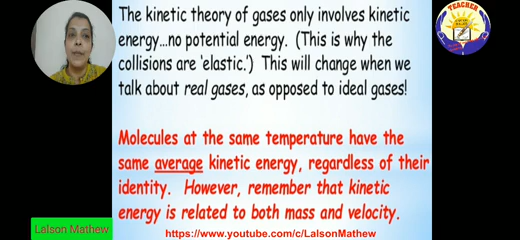 The kinetic theory of gases only involves kinetic
energy...no potential energy. (This is why the
collisions are 'elastic.') This will change when we
talk about real gases, as opposed to ideal gases!
Molecules at the same temperature have the
same average kinetic energy, regardless of their
identity. However, remember that kinetic
energy is related to both mass and velocity.
https://www.youtube.com/c/LalsonMathew
Lalson Mathew
TEACHER